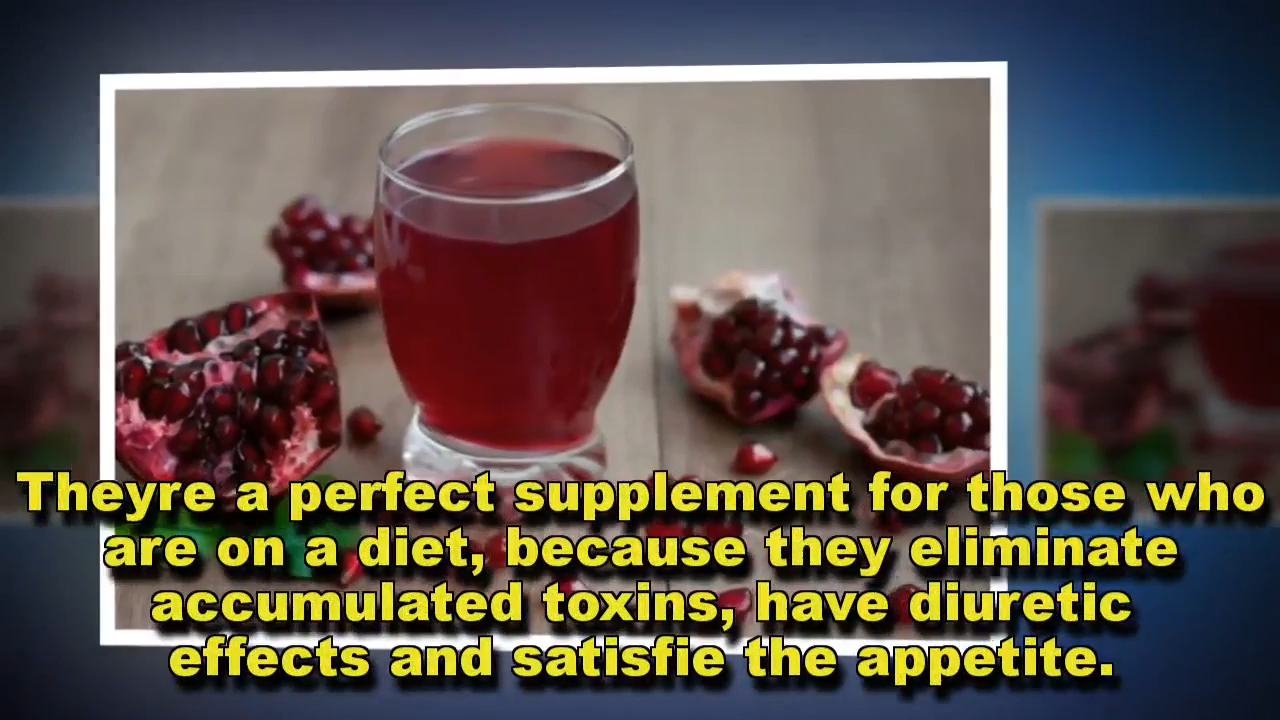 Theyre a perfect supplement for those who
are on a diet, because they eliminate
accumulated toxins, have diuretic
effects and satisfie the appetite.